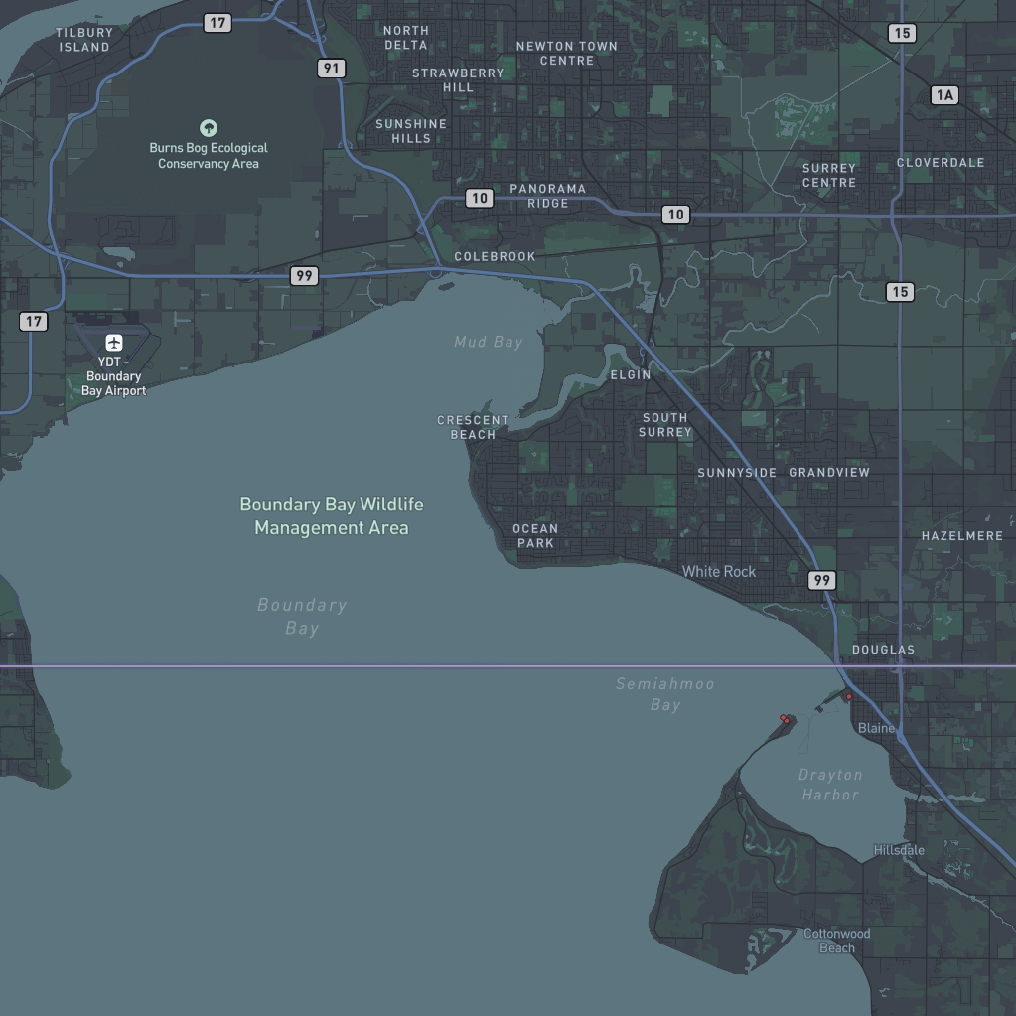 17
15
TILBURY
ISLAND
NORTH
DELTA
NEWTON TOWN
CENTRE
91
STRAWBERRY
HILL
1A
SUNSHINE
HILLS
Burns Bog Ecological
Conservancy Area
CLOVERDALE
SURREY
CENTRE
PANORAMA
RIDGE
10
10
COLEBROOK
99
15
17
Mud Bay
YDT -
Boundary
Bay Airport
ELGIN
CRESCENT
BEACH
SOUTH
SURREY
SUNNYSIDE
GRANDVIEW
Boundary Bay Wildlife
Management Area
OCEAN
PARK
HAZELMERE
White Rock
99
Boundary
Bay
DOUGLAS
Semiahmoo
Bay
Blaine
Drayton
Harbor
Hillsdale
Cottonwood
Beach